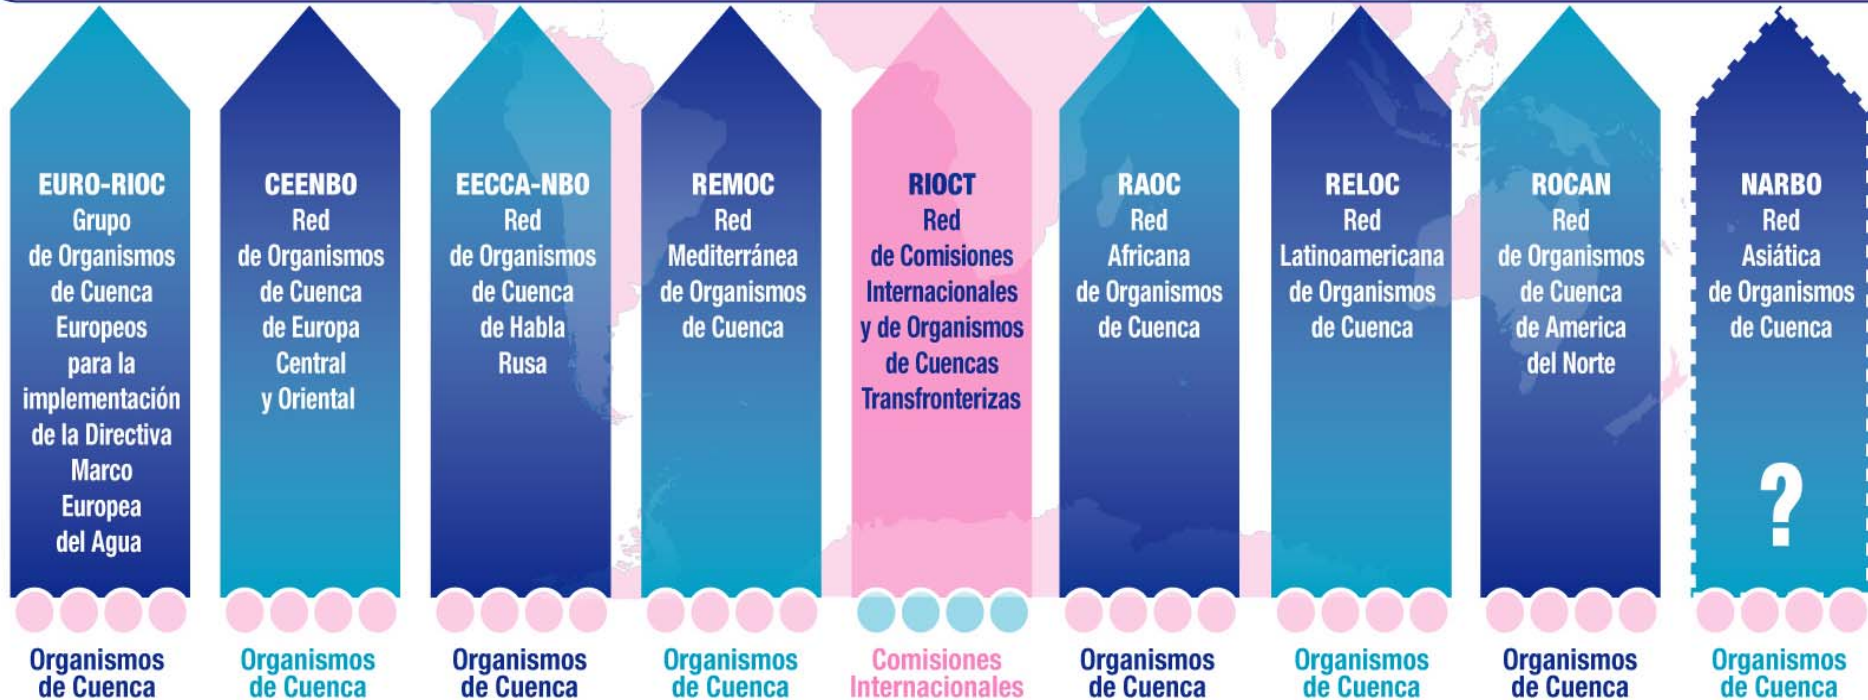 EURO-RIOC
Grupo
de Organismos
de Cuenca
Europeos
para la
implementación
de la Directiva
Marco
Europea
del Agua
Organismos
de Cuenca
CEENBO
Red
de Organismos
de Cuenca
de Europa
Central
y Oriental
Organismos
de Cuenca
EECCA-NBO
Red
de Organismos
de Cuenca
de Habla
Rusa
Organismos
de Cuenca
REMOC
Red
Mediterránea
de Organismos
de Cuenca
Organismos
de Cuenca
RIOCT
Red
de Comisiones
Internacionales
y de Organismos
de Cuencas
Transfronterizas
Comisiones
Internacionales
RAOC
Red
Africana
de Organismos
de Cuenca
Organismos
de Cuenca
RELOC
Red
Latinoamericana
de Organismos
de Cuenca
Organismos
de Cuenca
ROCAN
Red
de Organismos
de Cuenca
de America
del Norte
Organismos
de Cuenca
NARBO
Red
Asiática
de Organismos
de Cuenca
?
Organismos
de Cuenca